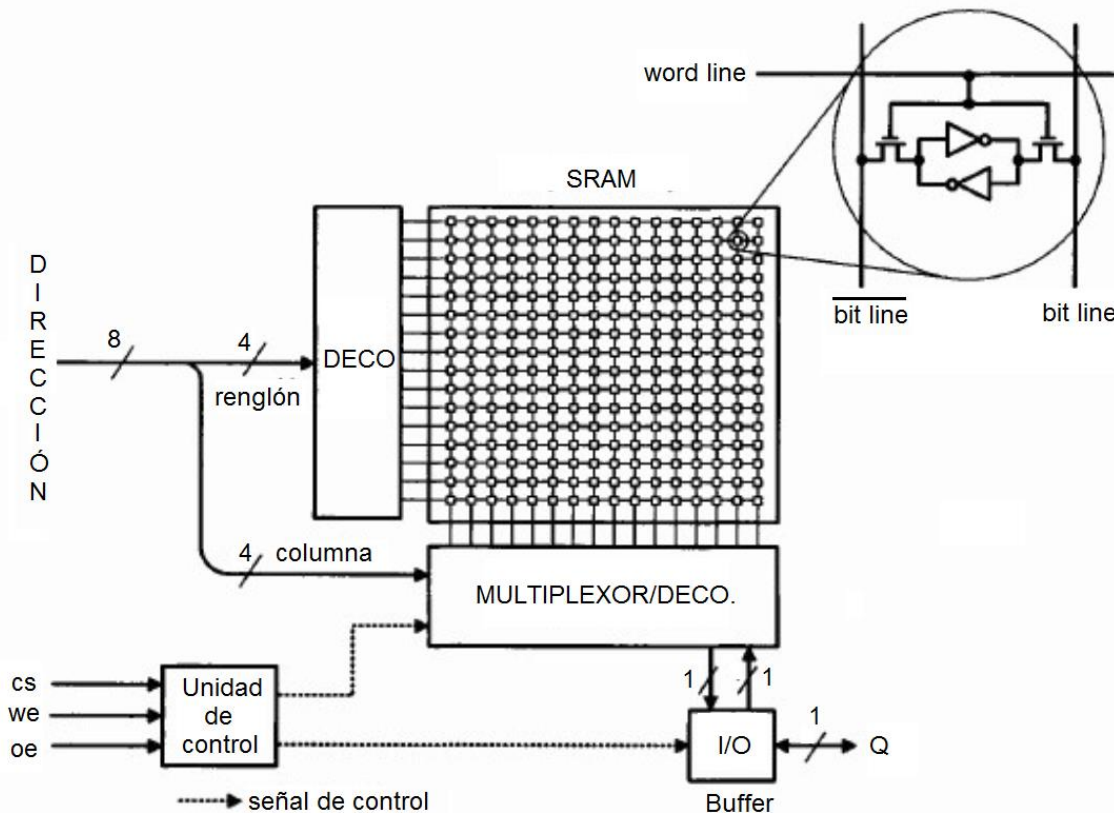 word line
SRAM
bit line
bit line
DIRECCIÓN
8
4
DECO
renglón
4
columna
MULTIPLEXOR/DECO.
cs
we
oe
Unidad
de
control
1
1
I/O
1
Q
señal de control
Buffer